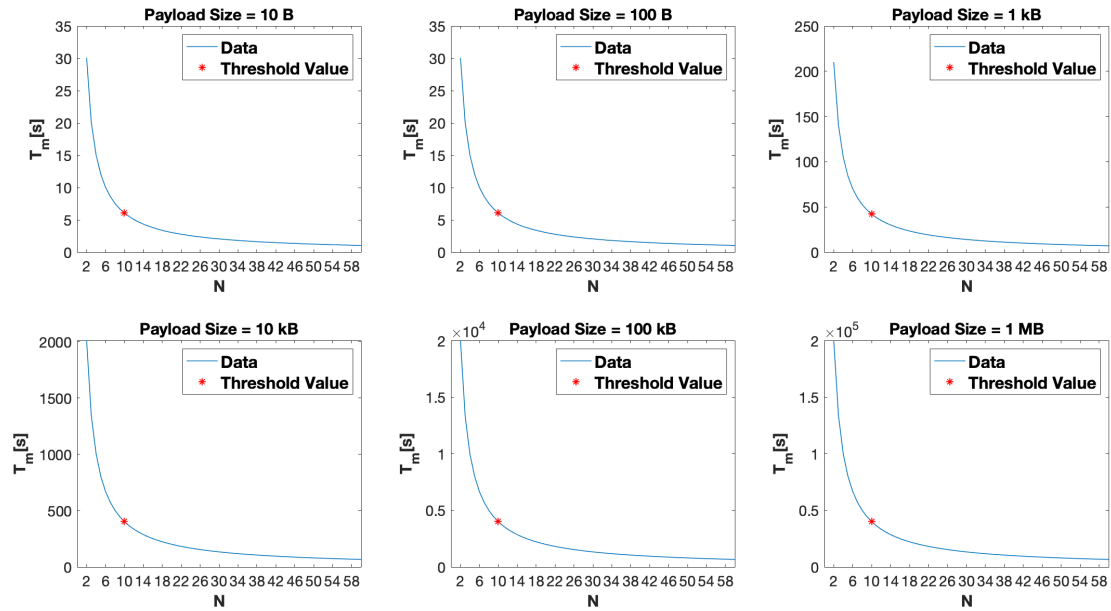 Payload Size = 10 B
35
30
25
20
15
10
5
0
T_m[s]
Data
Threshold Value
2 6 10 14 18 22 26 30 34 38 42 46 50 54 58
N
Payload Size = 100 B
35
30
25
20
15
10
5
0
T_m[s]
Data
Threshold Value
2 6 10 14 18 22 26 30 34 38 42 46 50 54 58
N
Payload Size = 1 kB
250
200
150
100
50
0
T_m[s]
Data
Threshold Value
2 6 10 14 18 22 26 30 34 38 42 46 50 54 58
N
Payload Size = 10 kB
2000
1500
1000
500
0
T_m[s]
Data
Threshold Value
2 6 10 14 18 22 26 30 34 38 42 46 50 54 58
N
×10^4 Payload Size = 100 kB
2
1.5
1
0.5
0
T_m[s]
Data
Threshold Value
2 6 10 14 18 22 26 30 34 38 42 46 50 54 58
N
×10^5 Payload Size = 1 MB
2
1.5
1
0.5
0
T_m[s]
Data
Threshold Value
2 6 10 14 18 22 26 30 34 38 42 46 50 54 58
N